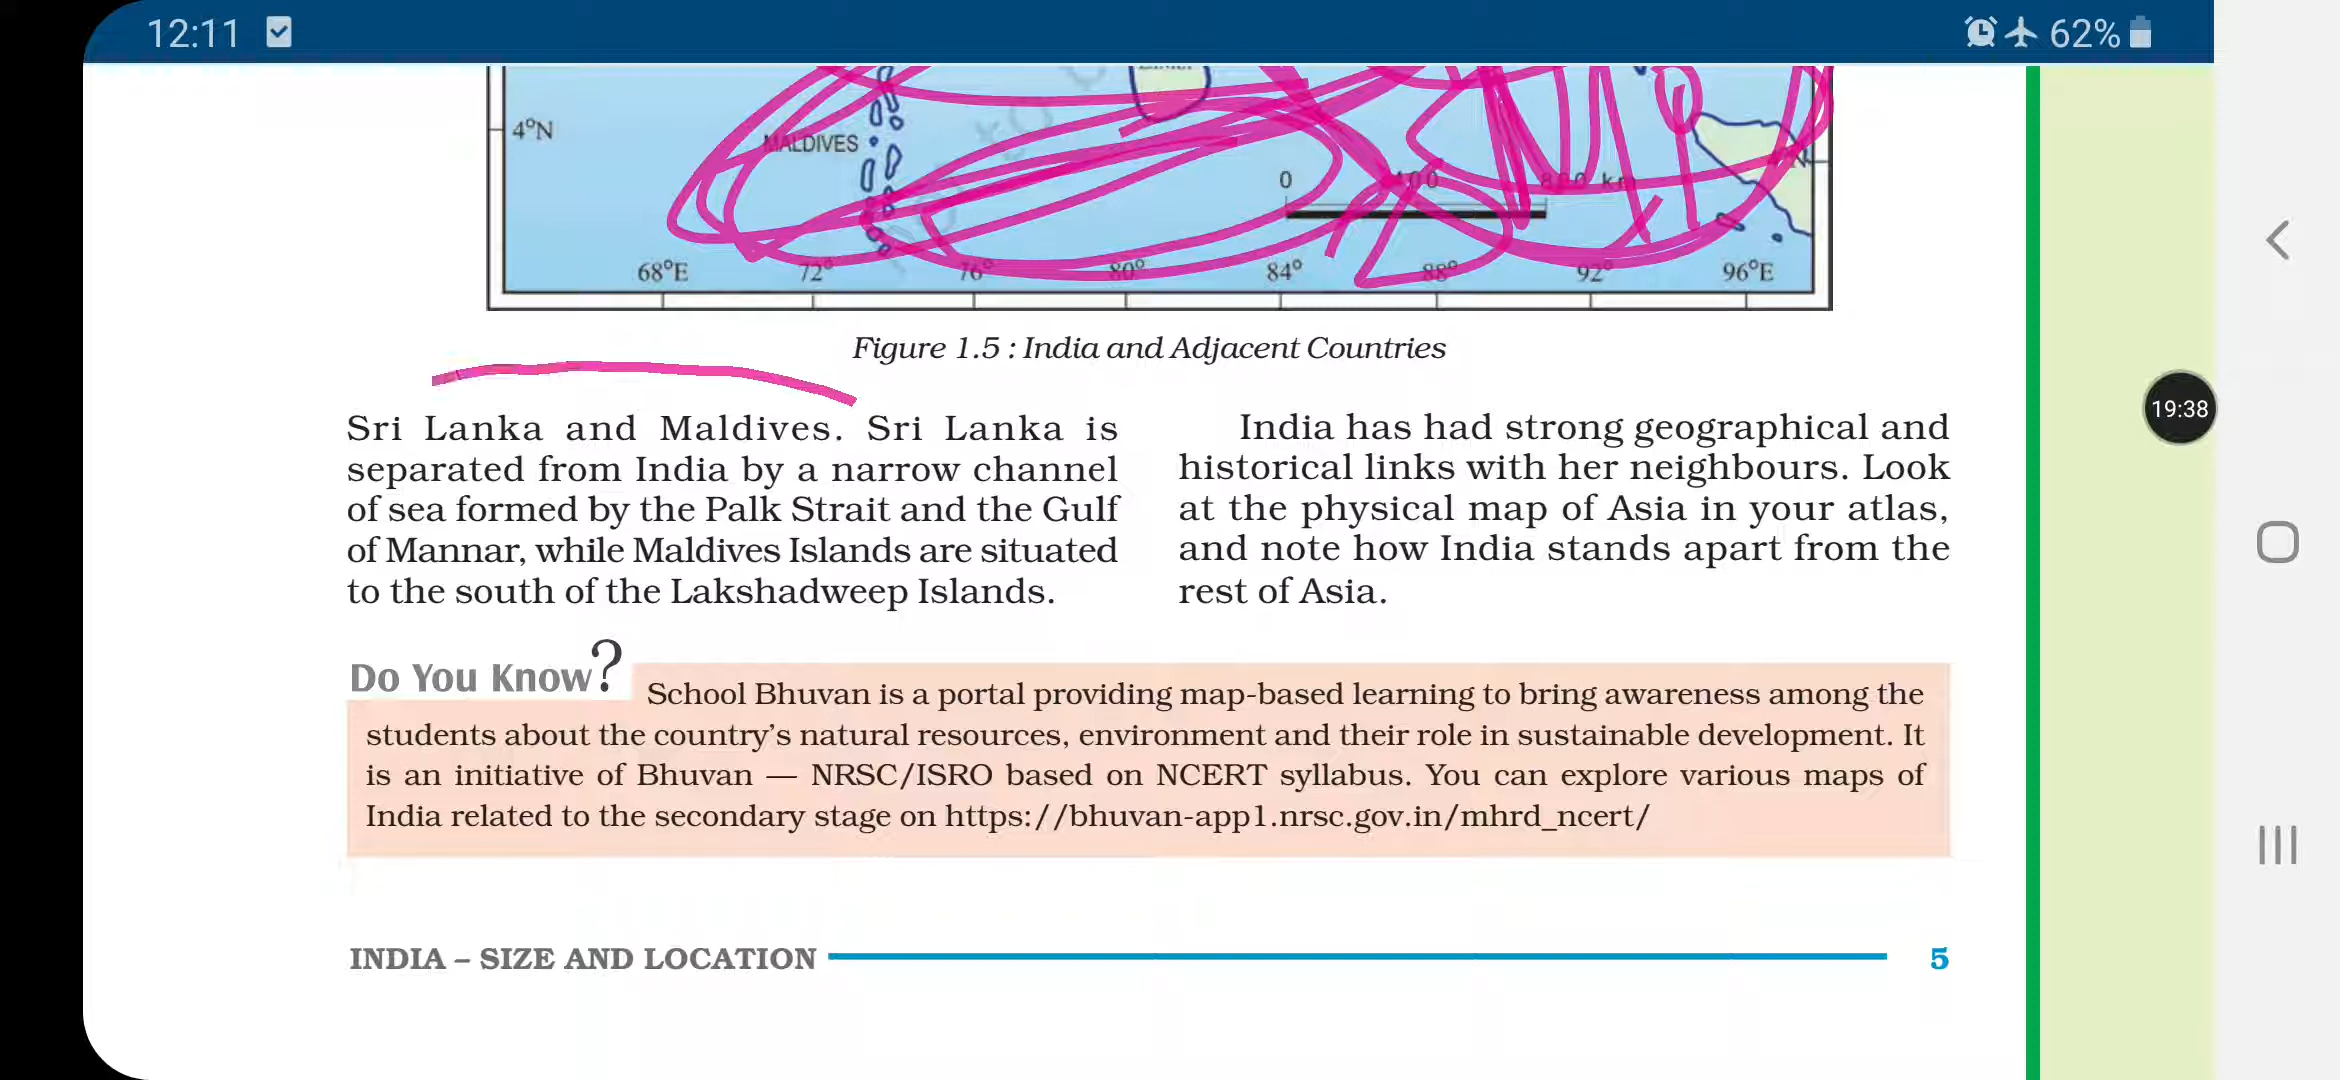 12:11
62%
4°N
MALDIVES
0
68°E 72° 76° 80° 84° 88° 92° 96°E
Figure 1.5 : India and Adjacent Countries
Sri Lanka and Maldives. Sri Lanka is
separated from India by a narrow channel
of sea formed by the Palk Strait and the Gulf
of Mannar, while Maldives Islands are situated
to the south of the Lakshadweep Islands.
India has had strong geographical and
historical links with her neighbours. Look
at the physical map of Asia in your atlas,
and note how India stands apart from the
rest of Asia.
19:38
Do You Know?
School Bhuvan is a portal providing map-based learning to bring awareness among the
students about the country's natural resources, environment and their role in sustainable development. It
is an initiative of Bhuvan — NRSC/ISRO based on NCERT syllabus. You can explore various maps of
India related to the secondary stage on https://bhuvan-app1.nrsc.gov.in/mhrd_ncert/
INDIA – SIZE AND LOCATION 5